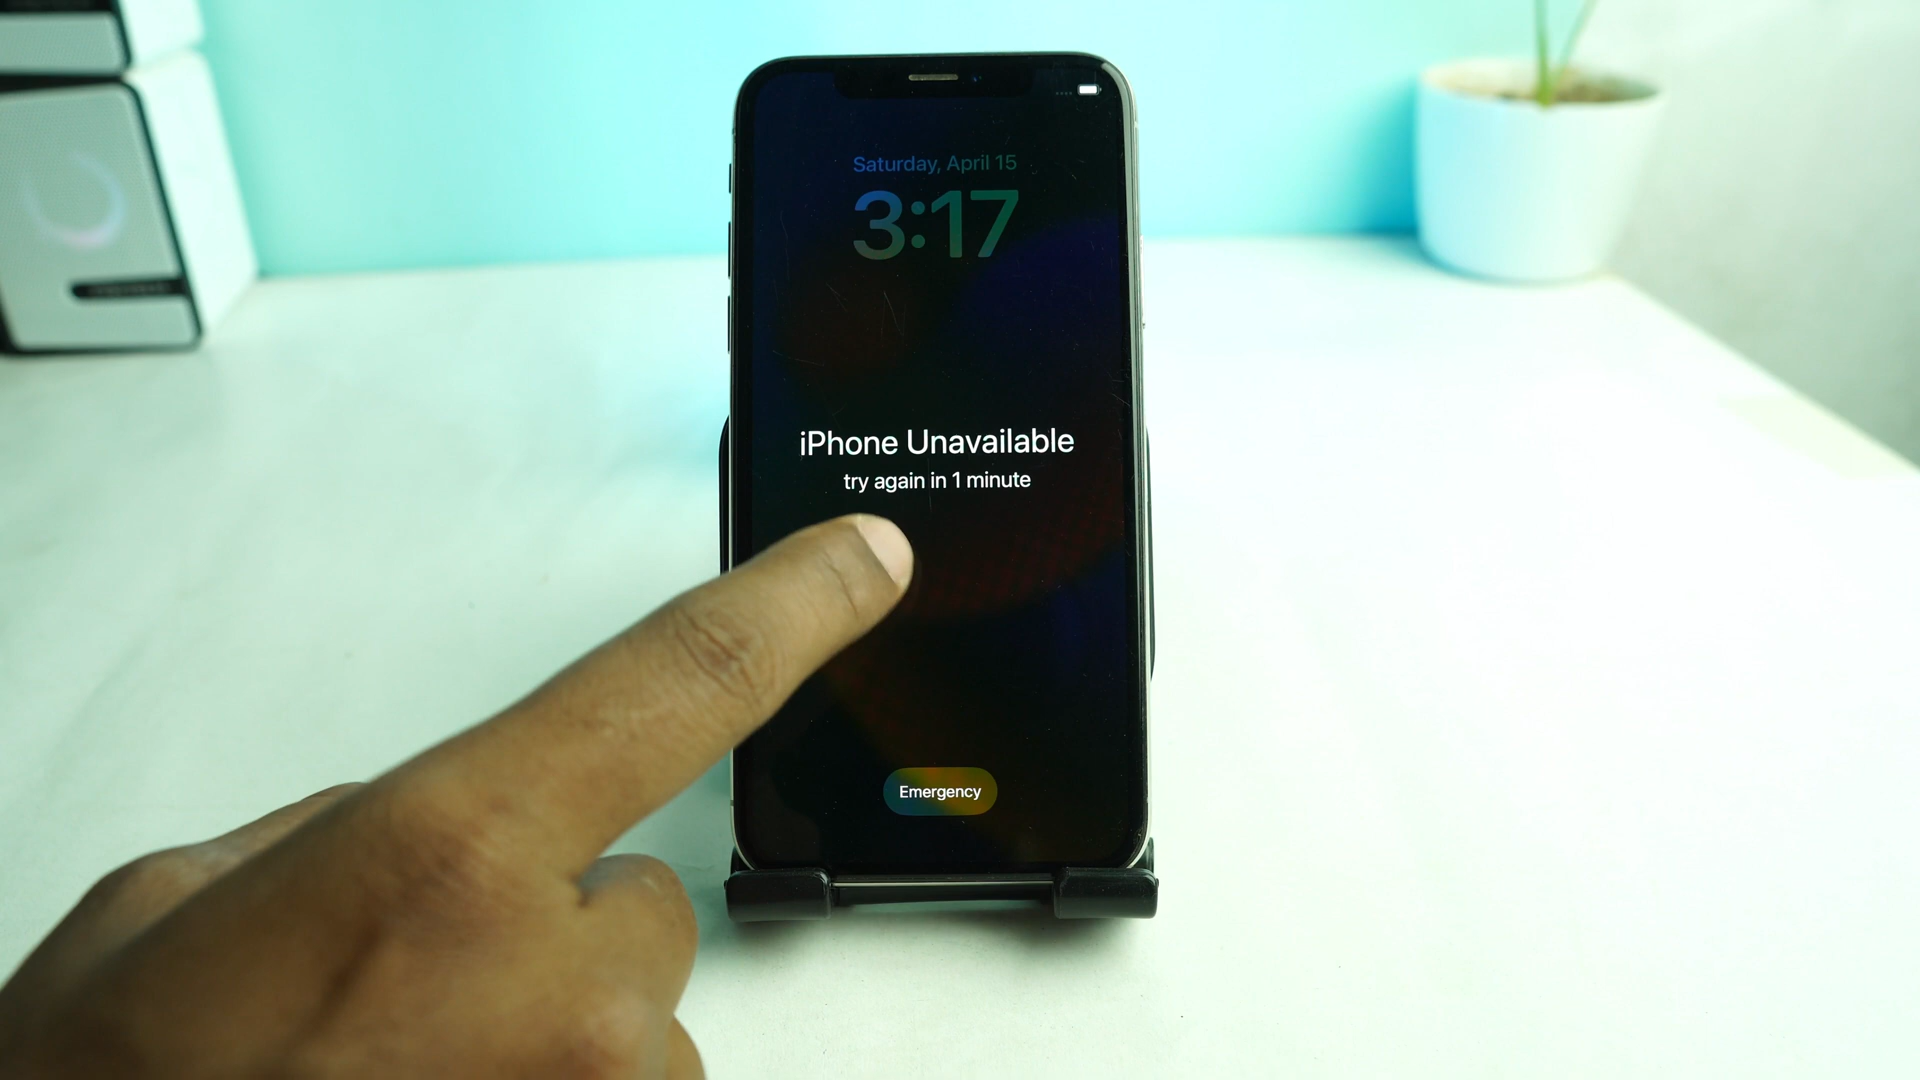 Saturday, April 15
3:17
iPhone Unavailable
try again in 1 minute
Emergency